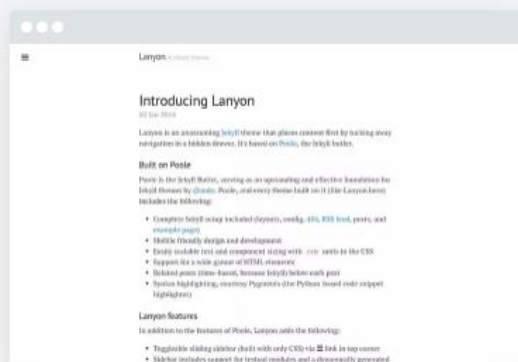 Lanyon A Jekyll theme
Introducing Lanyon
02 Jan 2016
Lanyon is an unassuming Jekyll theme that places content first by tucking away
navigation in a hidden drawer. It's based on Poole, the Jekyll butler.
Built on Poole
Poole is the Jekyll Butler, serving as an upstanding and effective foundation for
Jekyll themes by @mdo. Poole, and every theme built on it (like Lanyon here)
includes the following:
• Complete Jekyll setup included (layouts, config, 404, RSS feed, posts, and
example page)
• Mobile friendly design and development
• Easily scalable text and component sizing with rem units in the CSS
• Support for a wide gamut of HTML elements
• Related posts (time-based, because Jekyll) below each post
• Syntax highlighting, courtesy Pygments (the Python-based code snippet
highlighter)
Lanyon features
In addition to the features of Poole, Lanyon adds the following:
• Toggleable sliding sidebar (built with only CSS) via ☰ link in top corner
• Sidebar includes support for textual modules and a dynamically generated